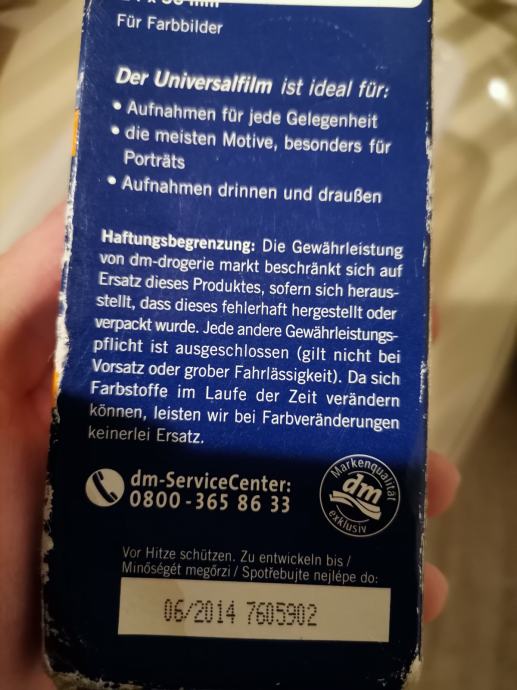 Für Farbbilder
Der Universalfilm ist ideal für:
• Aufnahmen für jede Gelegenheit
• die meisten Motive, besonders für
Porträts
• Aufnahmen drinnen und draußen
Haftungsbegrenzung: Die Gewährleistung
von dm-drogerie markt beschränkt sich auf
Ersatz dieses Produktes, sofern sich heraus-
stellt, dass dieses fehlerhaft hergestellt oder
verpackt wurde. Jede andere Gewährleistungs-
pflicht ist ausgeschlossen (gilt nicht bei
Vorsatz oder grober Fahrlässigkeit). Da sich
Farbstoffe im Laufe der Zeit verändern
können, leisten wir bei Farbveränderungen
keinerlei Ersatz.
dm-ServiceCenter:
0800-365 86 33
Markenqualität
dm
exklusiv
Vor Hitze schützen. Zu entwickeln bis /
Minőségét megőrzi / Spotřebujte nejlépe do:
06/2014 7605902